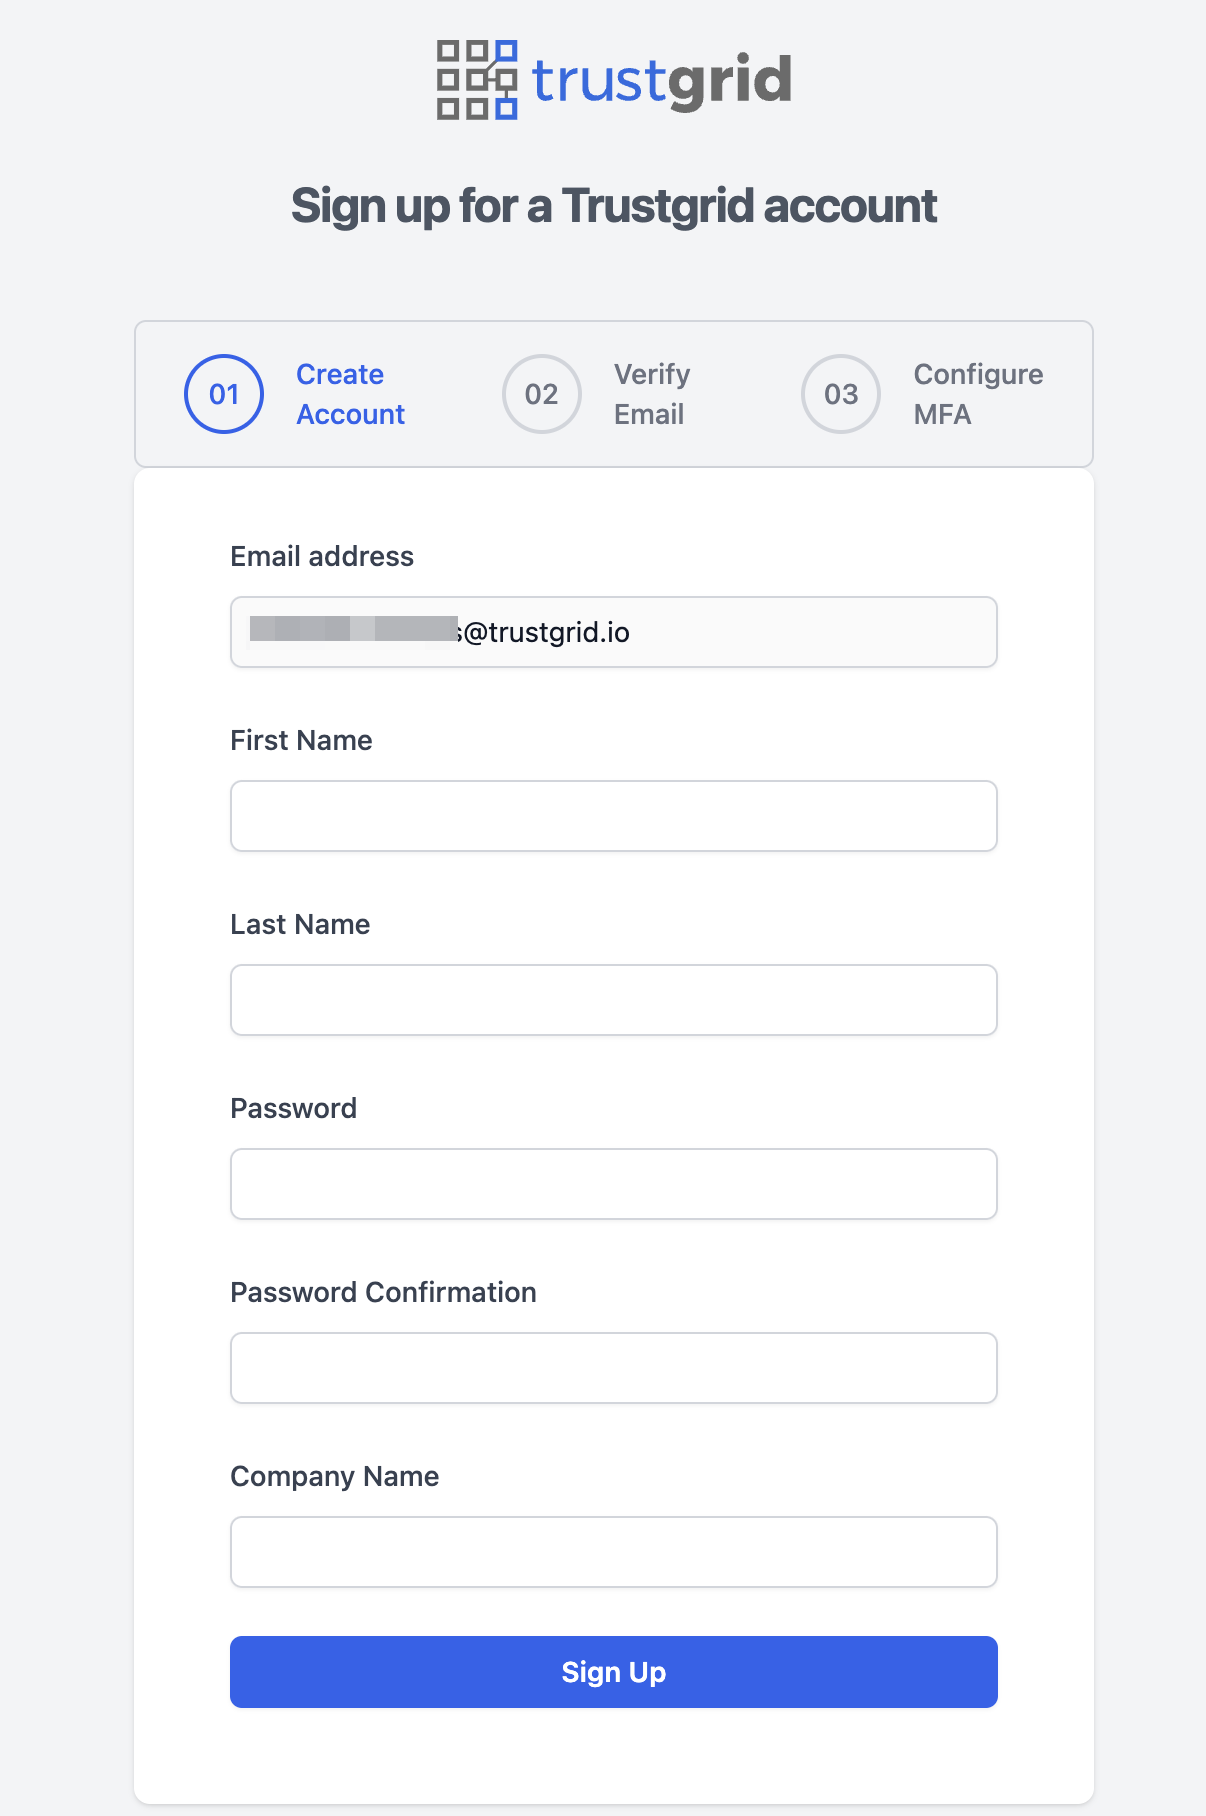 trustgrid
Sign up for a Trustgrid account
01
Create
Account
02
Verify
Email
03
Configure
MFA
Email address
s@trustgrid.io
First Name
Last Name
Password
Password Confirmation
Company Name
Sign Up